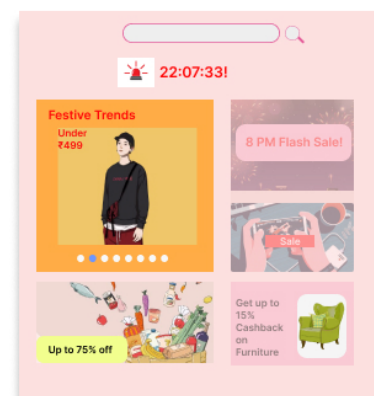 22:07:33!
Festive Trends
Under
₹499
8 PM Flash Sale!
Sale
Up to 75% off
Get up to
15%
Cashback
on
Furniture